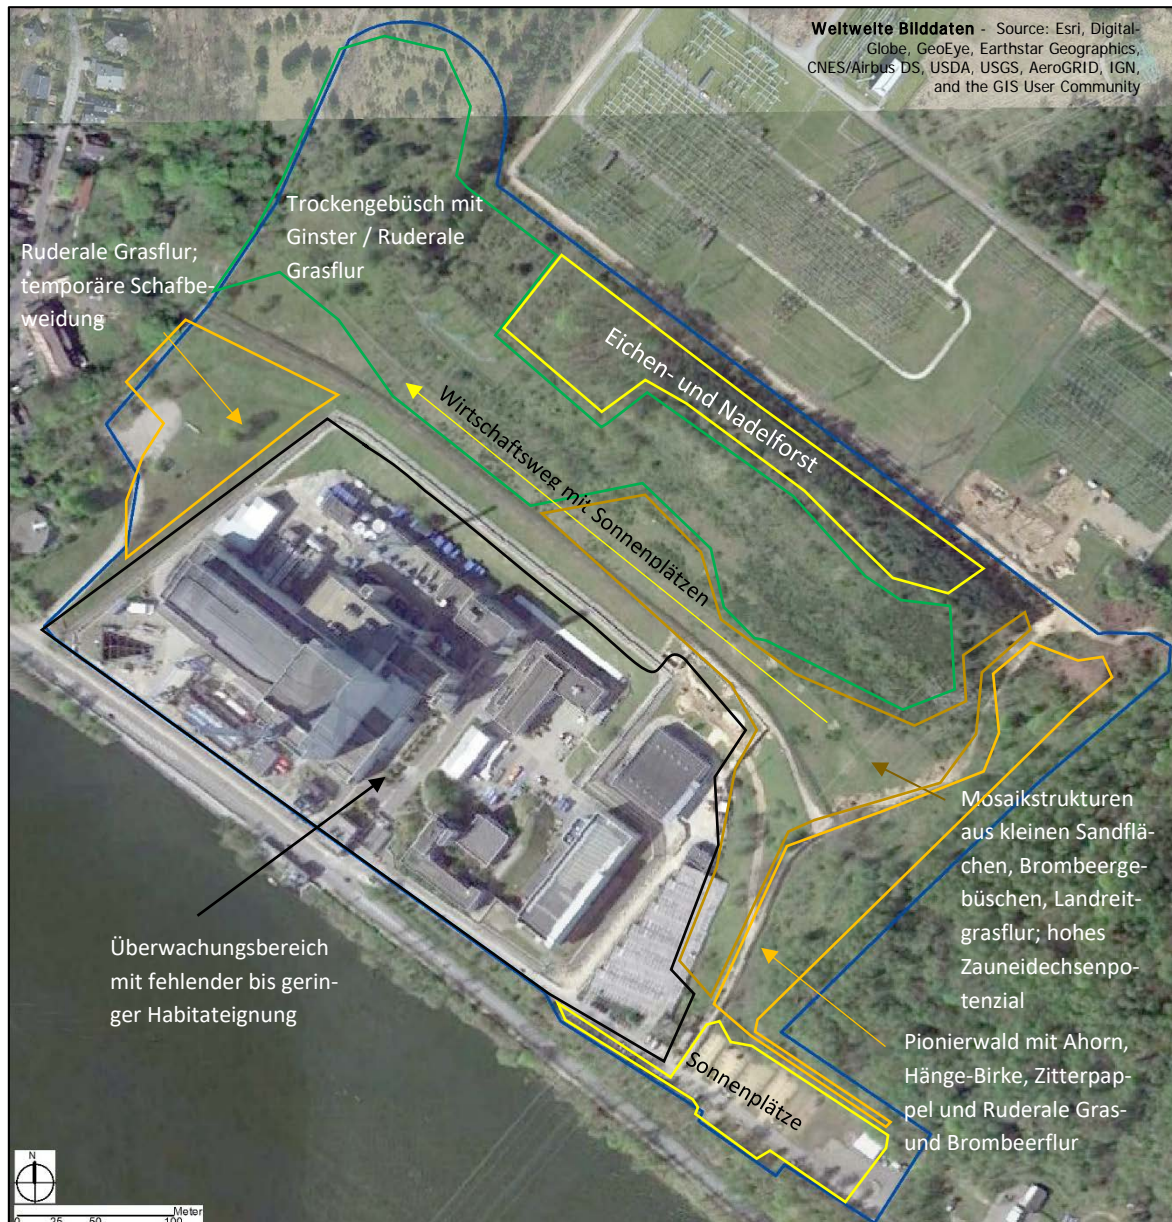 Weltweite Bilddaten - Source: Esri, Digital-
Globe, GeoEye, Earthstar Geographics,
CNES/Airbus DS, USDA, USGS, AeroGRID, IGN,
and the GIS User Community
Trockengebüsch mit
Ginster / Ruderale
Grasflur
Ruderale Grasflur;
temporäre Schafbe-
weidung
Eichen- und Nadelforst
Wirtschaftsweg mit Sonnenplätzen
Mosaikstrukturen
aus kleinen Sandflä-
chen, Brombeerge-
büschen, Landreit-
grasflur; hohes
Zauneidechsenpo-
tenzial
Überwachungsbereich
mit fehlender bis gerin-
ger Habitateignung
Pionierwald mit Ahorn,
Hänge-Birke, Zitterpap-
pel und Ruderale Gras-
und Brombeerflur
Sonnenplätze
N
Meter
0 25 50 100